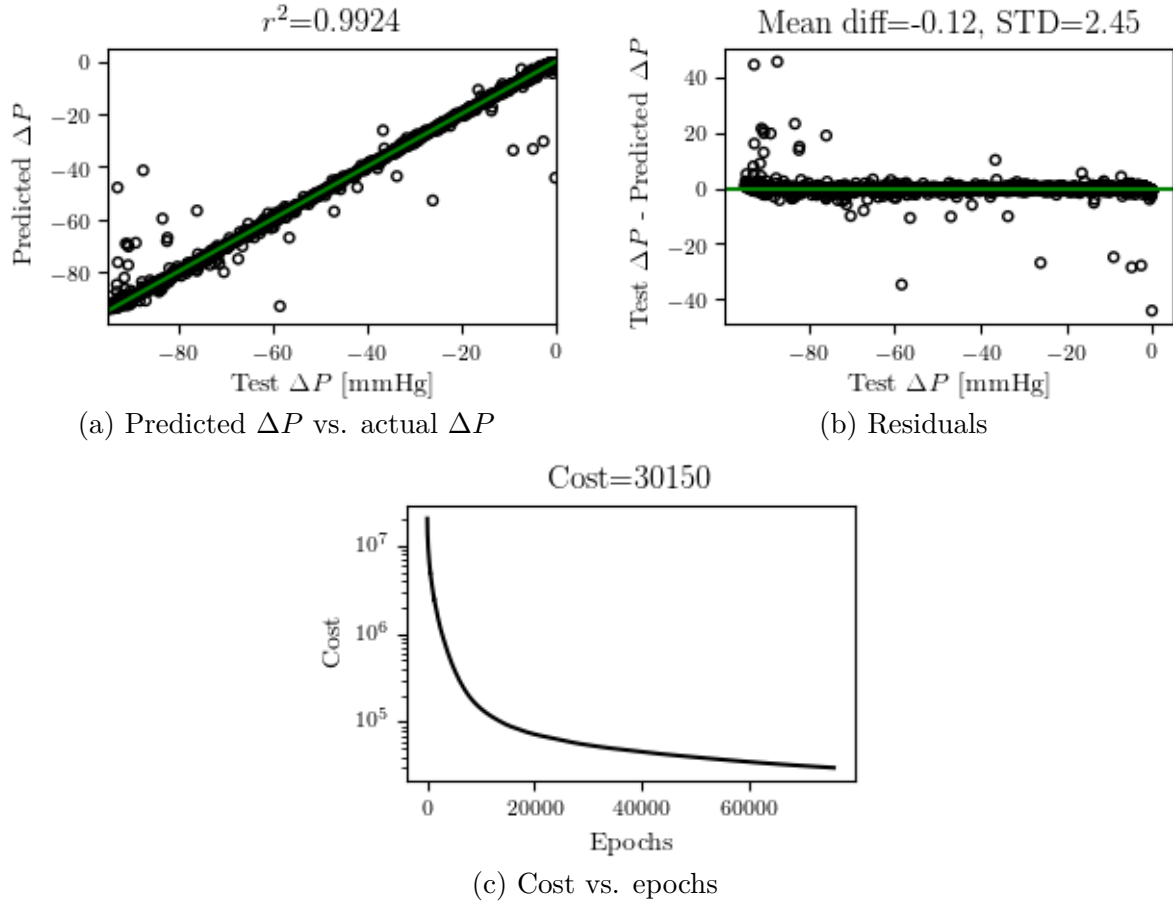 r²=0.9924
0
−20
−40
−60
−80
Predicted ΔP
−80
−60
−40
−20
0
Test ΔP [mmHg]
(a) Predicted ΔP vs. actual ΔP
Mean diff=-0.12, STD=2.45
40
20
0
−20
−40
Test ΔP - Predicted ΔP
−80
−60
−40
−20
0
Test ΔP [mmHg]
(b) Residuals
Cost=30150
10⁷
10⁶
10⁵
Cost
0
20000
40000
60000
Epochs
(c) Cost vs. epochs